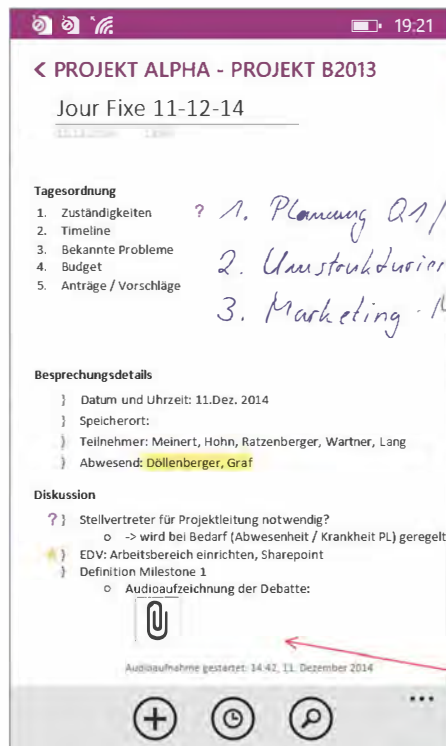 19:21
< PROJEKT ALPHA - PROJEKT B2013
Jour Fixe 11-12-14
Tagesordnung
1. Zuständigkeiten
2. Timeline
3. Bekannte Probleme
4. Budget
5. Anträge / Vorschläge
? 1. Planung Q1/
2. Umstrukturier
3. Marketing -
Besprechungsdetails
} Datum und Uhrzeit: 11.Dez. 2014
} Speicherort:
} Teilnehmer: Meinert, Hohn, Ratzenberger, Wartner, Lang
} Abwesend: Döllenberger, Graf
Diskussion
? } Stellvertreter für Projektleitung notwendig?
o -> wird bei Bedarf (Abwesenheit / Krankheit PL) geregelt
} EDV: Arbeitsbereich einrichten, Sharepoint
} Definition Milestone 1
o Audioaufzeichnung der Debatte:
Audioaufnahme gestartet: 14:42, 11. Dezember 2014